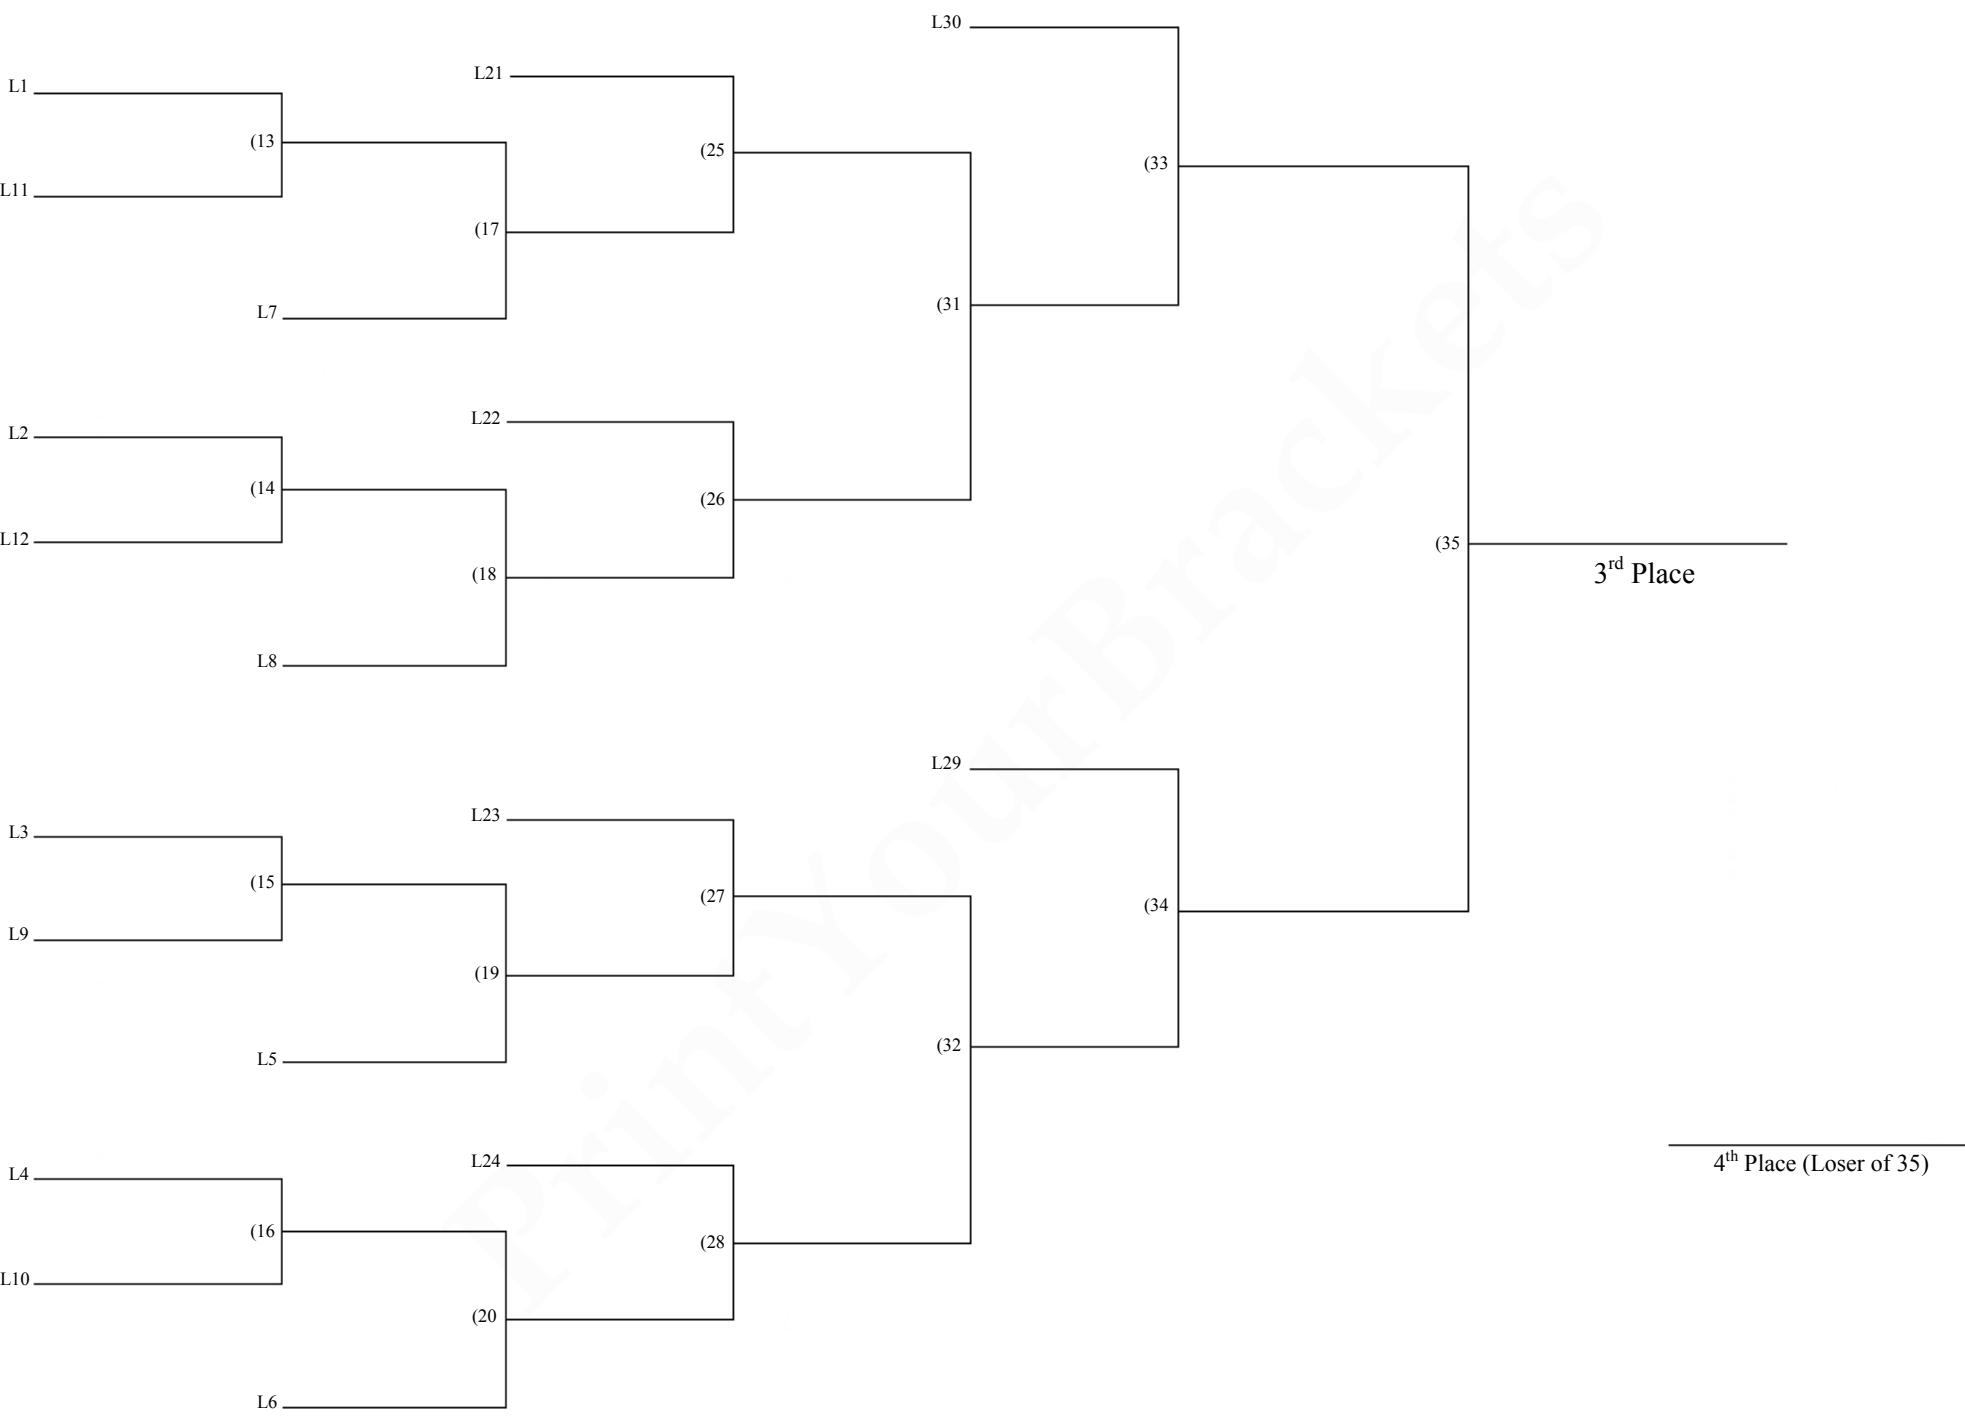 L30
L21
L1
(13
(25
(33
L11
(17
(31
L7
L22
L2
(14
(26
L12
(35
(18
3rd Place
L8
L29
L23
L3
(15
(27
(34
L9
(19
(32
L5
L24
4th Place (Loser of 35)
L4
(16
(28
L10
(20
L6
PrintYourBrackets